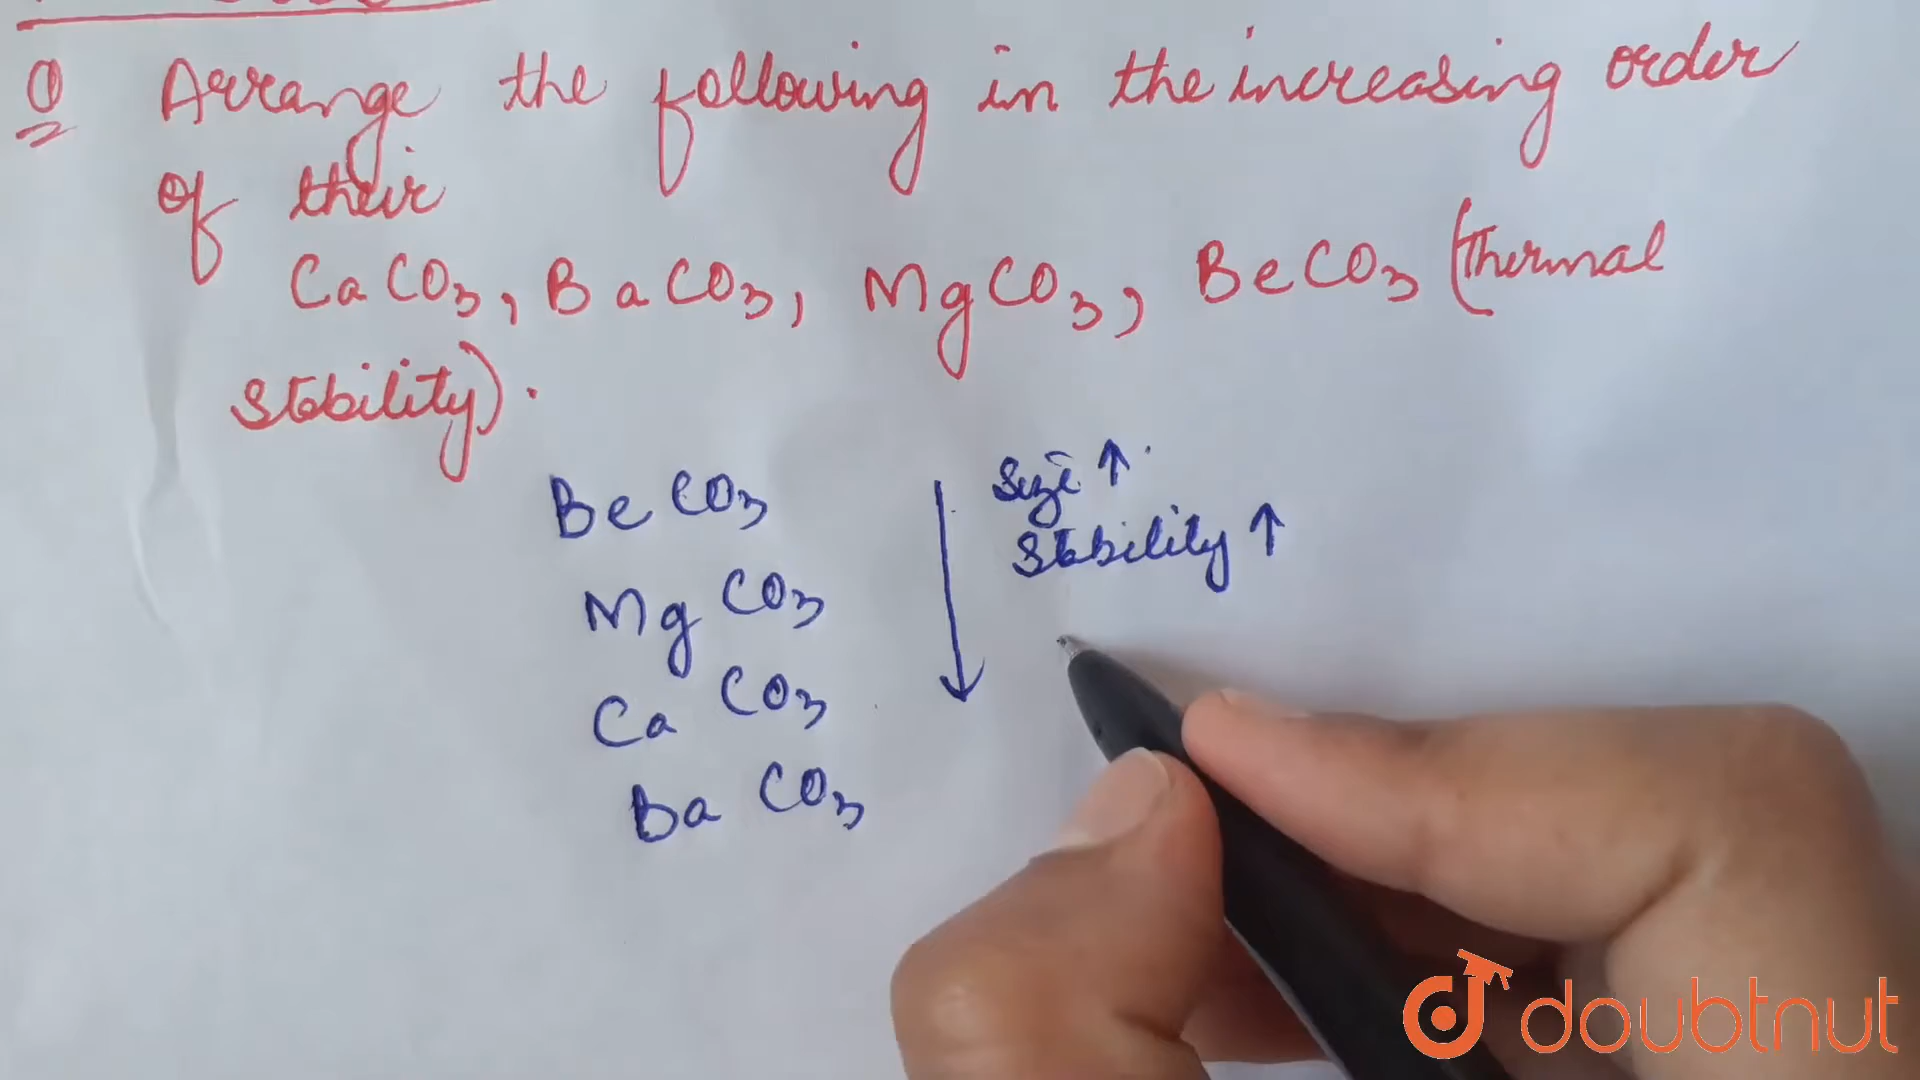 Q Arrange the following in the increasing order
of their
CaCO3, BaCO3, MgCO3, BeCO3 (Thermal
stability).
BeCO3
Size ↑
Stability ↑
MgCO3
CaCO3
BaCO3
doubtnut